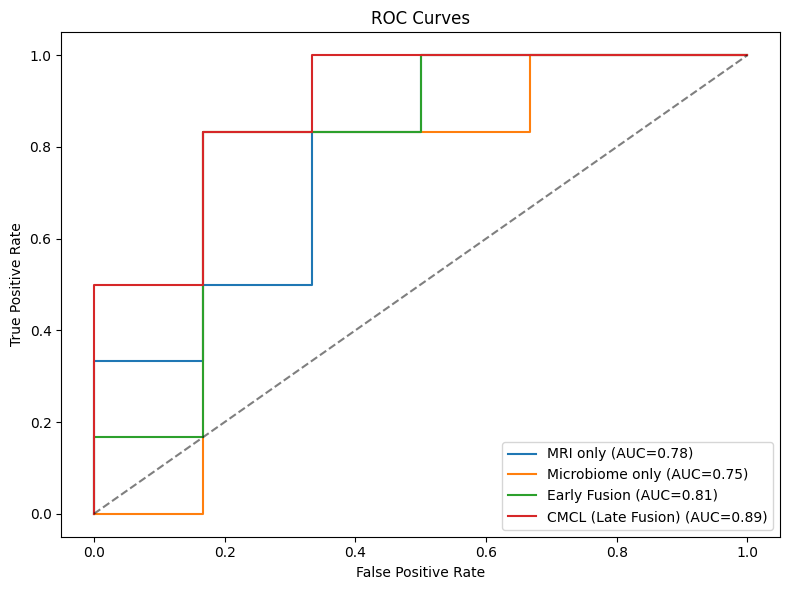 ROC Curves
True Positive Rate
1.0
0.8
0.6
0.4
0.2
0.0
0.0 0.2 0.4 0.6 0.8 1.0
False Positive Rate
MRI only (AUC=0.78)
Microbiome only (AUC=0.75)
Early Fusion (AUC=0.81)
CMCL (Late Fusion) (AUC=0.89)